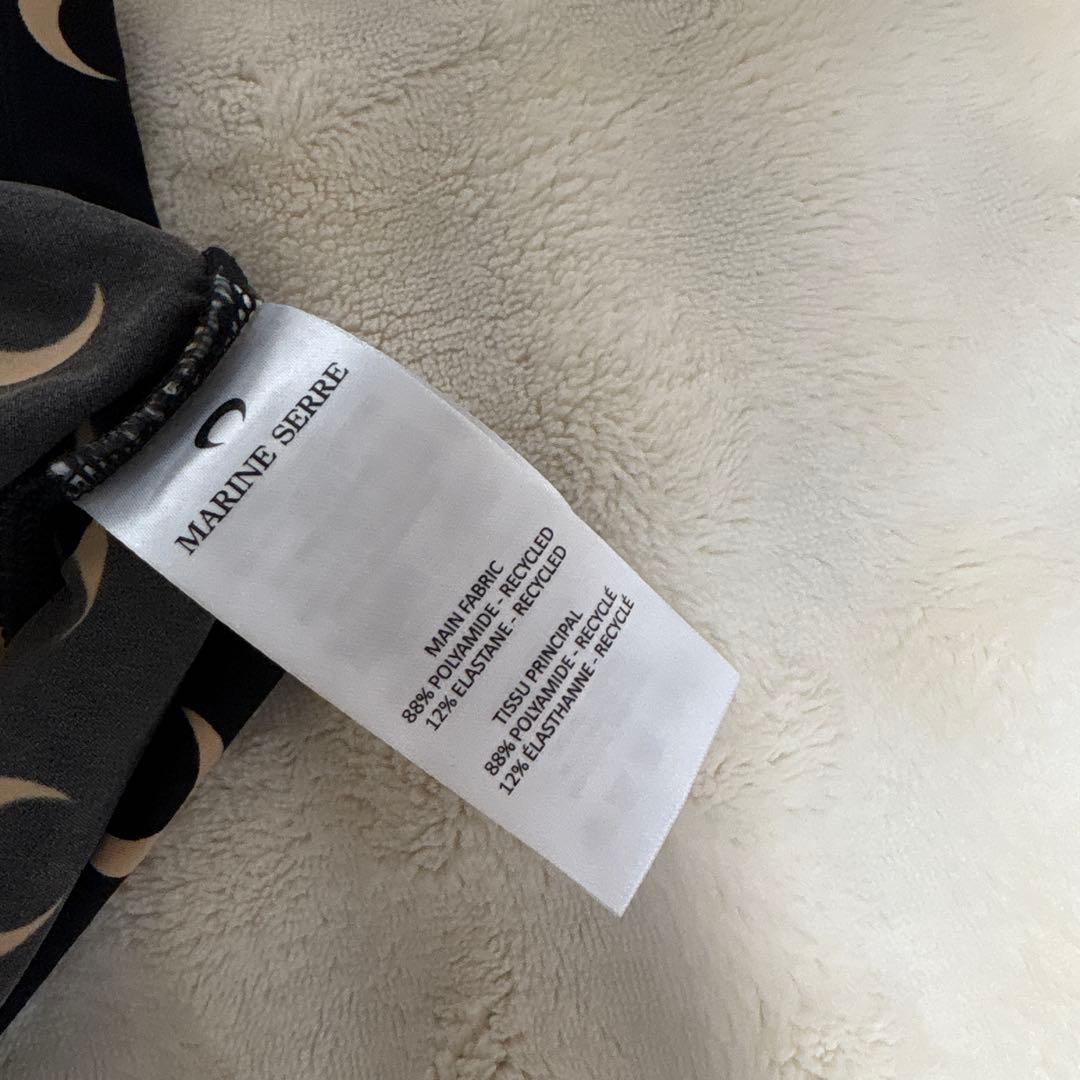 MARINE SERRE
MAIN FABRIC
88% POLYAMIDE - RECYCLED
12% ELASTANE - RECYCLED
TISSU PRINCIPAL
88% POLYAMIDE - RECYCLÉ
12% ÉLASTHANNE - RECYCLÉ